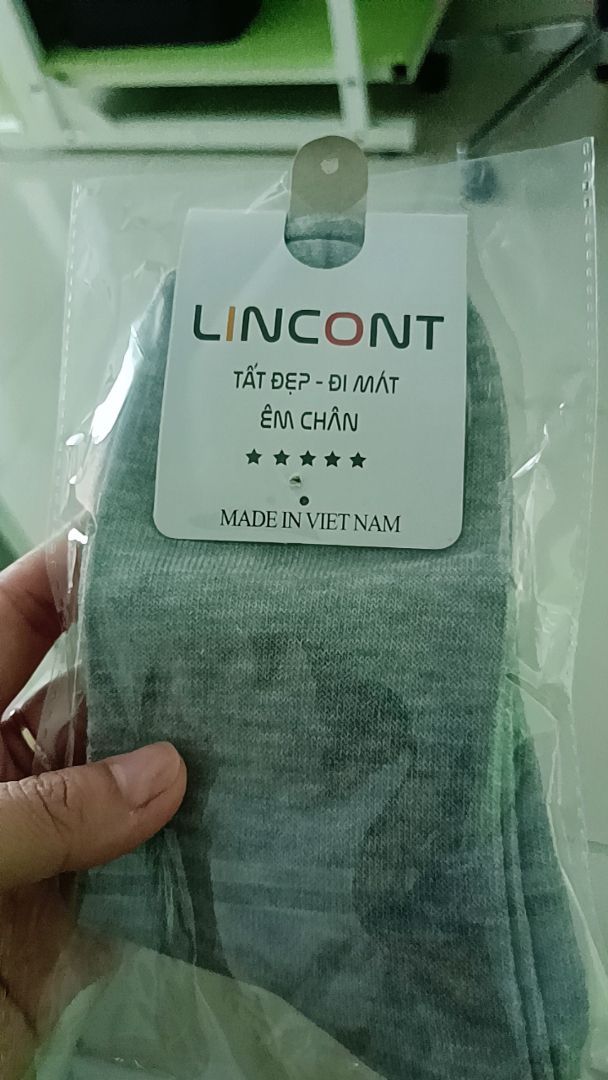 LINCONT
TẤT ĐẸP - ĐI MÁT
ÊM CHÂN
MADE IN VIET NAM